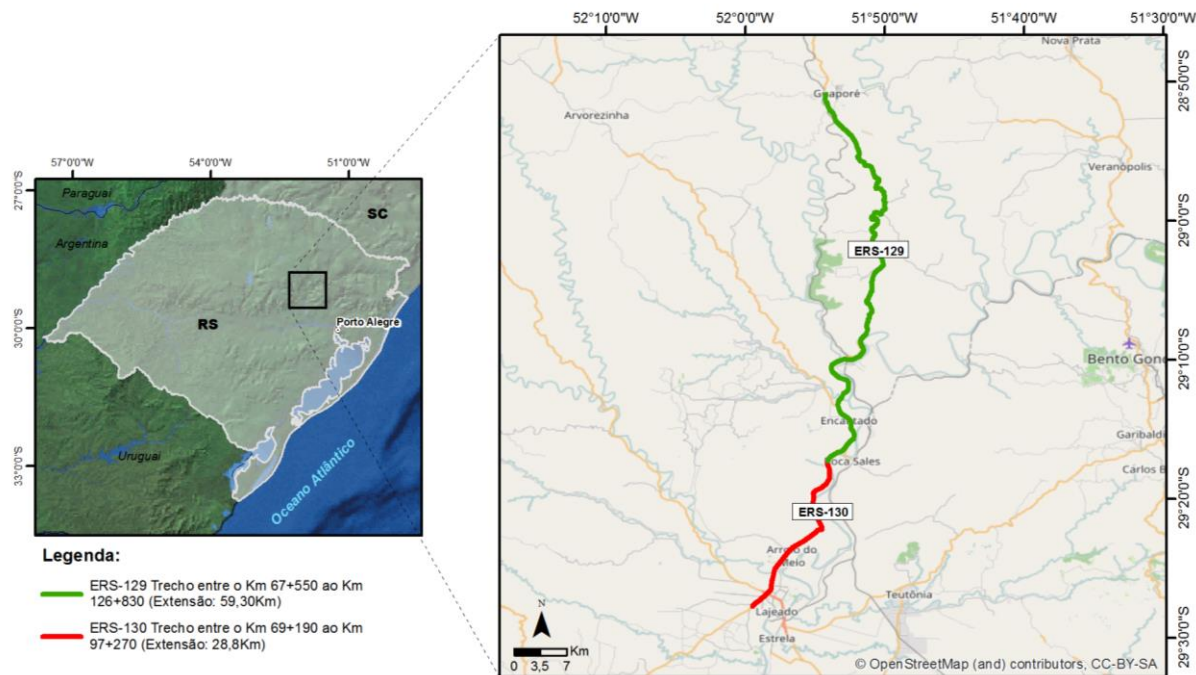 57°0'0"W
54°0'0"W
51°0'0"W
27°0'0"S
30°0'0"S
33°0'0"S
Paraguai
SC
Argentina
RS
Porto Alegre
Uruguai
Oceano Atlântico
Legenda:
ERS-129 Trecho entre o Km 67+550 ao Km
126+830 (Extensão: 59,30Km)
ERS-130 Trecho entre o Km 69+190 ao Km
97+270 (Extensão: 28,8Km)
52°10'0"W
52°0'0"W
51°50'0"W
51°40'0"W
51°30'0"W
28°50'0"S
29°0'0"S
29°10'0"S
29°20'0"S
29°30'0"S
Nova Prata
Guaporé
Arvorezinha
Veranópolis
ERS-129
Bento Gonç
Encantado
Garibaldi
Roca Sales
Carlos B
ERS-130
Arroio do
Meio
Teutônia
Lajeado
Estrela
N
0 3,5 7
Km
© OpenStreetMap (and) contributors, CC-BY-SA